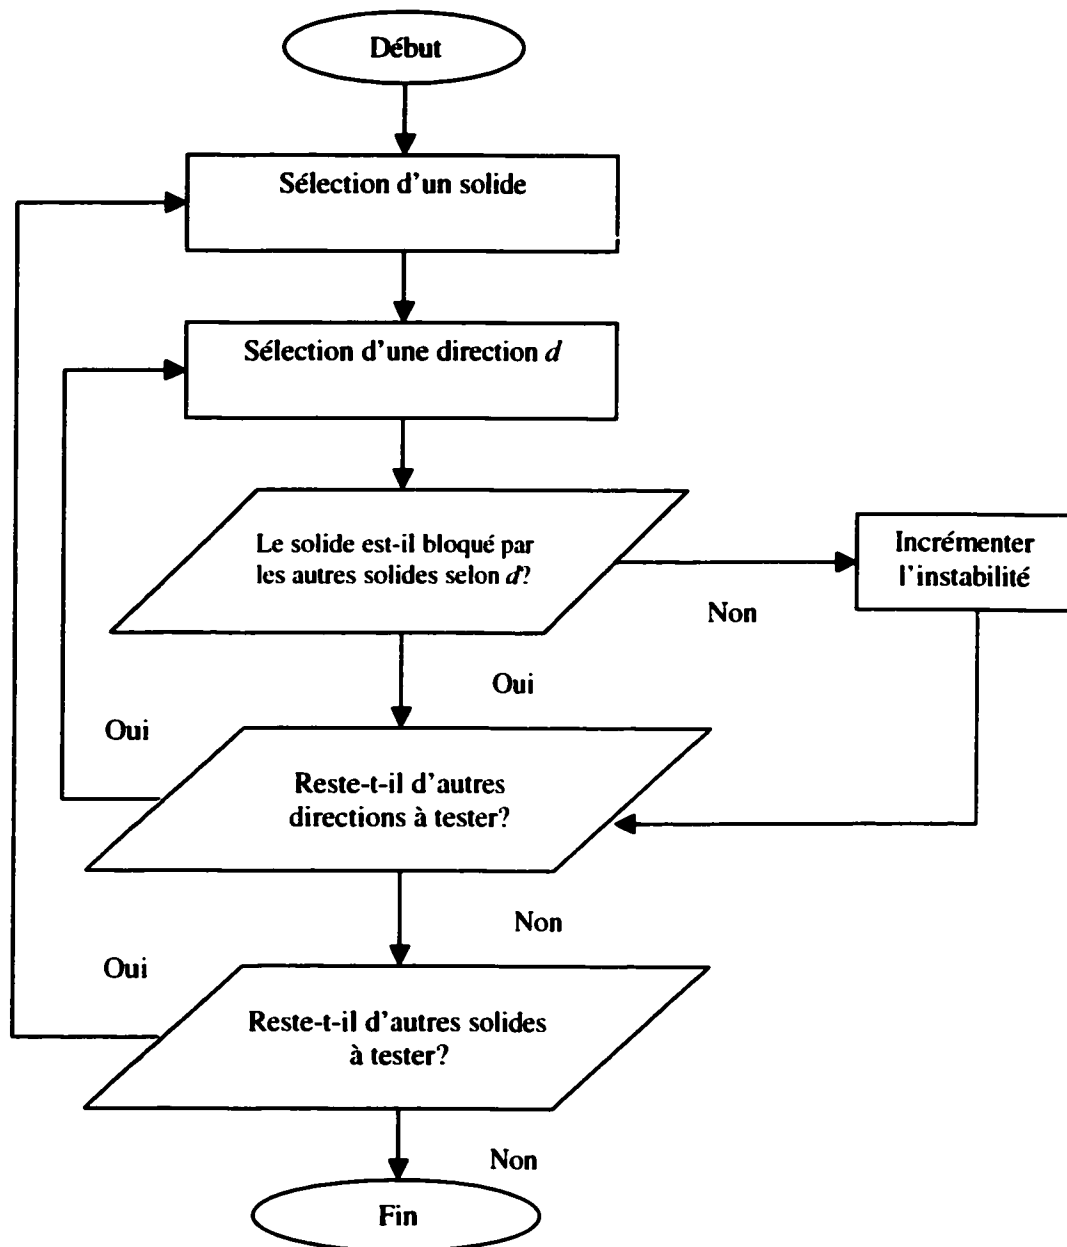 Début
Sélection d'un solide
Sélection d'une direction d
Le solide est-il bloqué par
les autres solides selon d?
Incrémenter
l'instabilité
Non
Oui
Oui
Reste-t-il d'autres
directions à tester?
Non
Oui
Reste-t-il d'autres solides
à tester?
Non
Fin